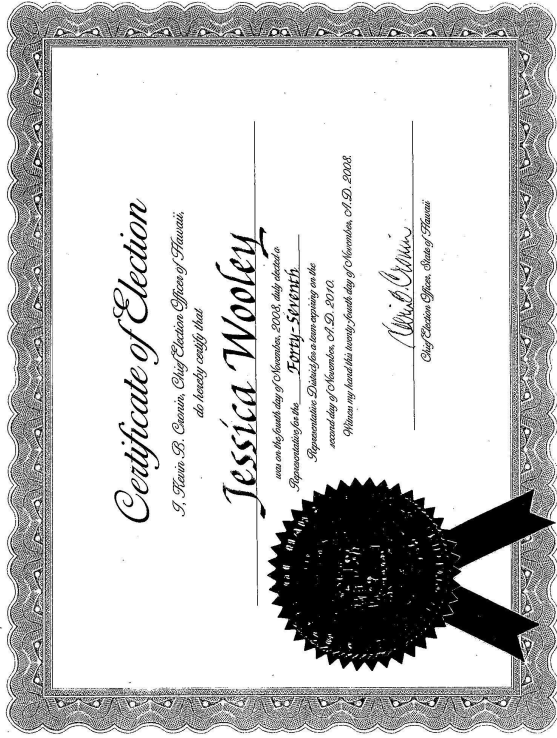 Certificate of Election
I, Kevin B. Cronin, Chief Election Officer of Hawaii,
do hereby certify that
Jessica Wooley
was on the fourth day of November, 2008, duly elected a
Representative for the Forty-Seventh
Representative District for a term expiring on the
second day of November, A.D. 2010.
Witness my hand this twenty-fourth day of November, A.D. 2008.
Kevin B. Cronin
Chief Election Officer, State of Hawaii